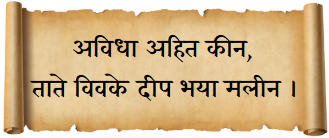 अविधा अहित कीन,
ताते विवके दीप भया मलीन ।